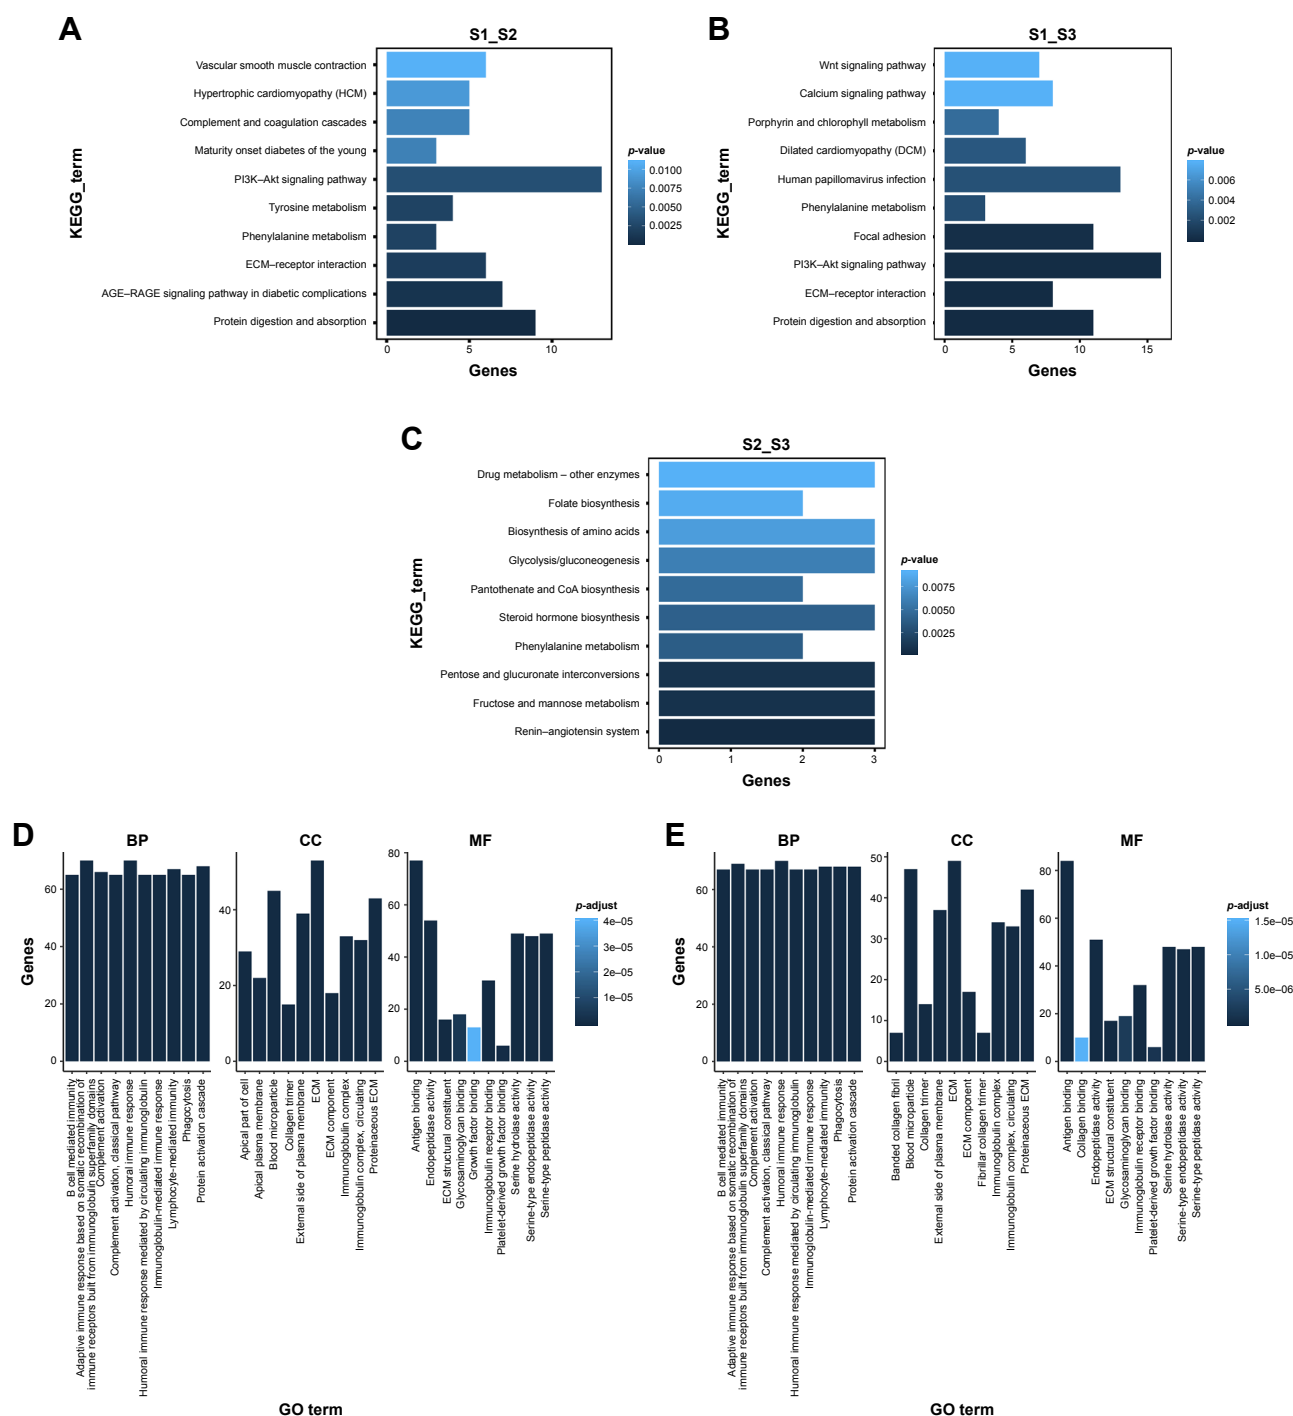 A
S1_S2
KEGG_term
Vascular smooth muscle contraction
Hypertrophic cardiomyopathy (HCM)
Complement and coagulation cascades
Maturity onset diabetes of the young
PI3K–Akt signaling pathway
Tyrosine metabolism
Phenylalanine metabolism
ECM–receptor interaction
AGE–RAGE signaling pathway in diabetic complications
Protein digestion and absorption
0 5 10
Genes
p-value
0.0100
0.0075
0.0050
0.0025
B
S1_S3
KEGG_term
Wnt signaling pathway
Calcium signaling pathway
Porphyrin and chlorophyll metabolism
Dilated cardiomyopathy (DCM)
Human papillomavirus infection
Phenylalanine metabolism
Focal adhesion
PI3K–Akt signaling pathway
ECM–receptor interaction
Protein digestion and absorption
0 5 10 15
Genes
p-value
0.006
0.004
0.002
C
S2_S3
KEGG_term
Drug metabolism – other enzymes
Folate biosynthesis
Biosynthesis of amino acids
Glycolysis/gluconeogenesis
Pantothenate and CoA biosynthesis
Steroid hormone biosynthesis
Phenylalanine metabolism
Pentose and glucuronate interconversions
Fructose and mannose metabolism
Renin–angiotensin system
0 1 2 3
Genes
p-value
0.0075
0.0050
0.0025
D
Genes
BP
60
40
20
0
B cell mediated immunity
Adaptive immune response based on somatic recombination of
immune receptors built from immunoglobulin superfamily domains
Complement activation
Complement activation, classical pathway
Humoral immune response
Humoral immune response mediated by circulating immunoglobulin
Immunoglobulin-mediated immune response
Lymphocyte-mediated immunity
Phagocytosis
Protein activation cascade
CC
40
20
0
Apical part of cell
Apical plasma membrane
Blood microparticle
Collagen trimer
External side of plasma membrane
ECM
ECM component
Immunoglobulin complex
Immunoglobulin complex, circulating
Proteinaceous ECM
MF
80
60
40
20
0
Antigen binding
Endopeptidase activity
ECM structural constituent
Glycosaminoglycan binding
Growth factor binding
Immunoglobulin receptor binding
Platelet-derived growth factor binding
Serine hydrolase activity
Serine-type endopeptidase activity
Serine-type peptidase activity
p-adjust
4e–05
3e–05
2e–05
1e–05
GO term
E
Genes
BP
60
40
20
0
B cell mediated immunity
Adaptive immune response based on somatic recombination of
immune receptors built from immunoglobulin superfamily domains
Complement activation
Complement activation, classical pathway
Humoral immune response
Humoral immune response mediated by circulating immunoglobulin
Immunoglobulin-mediated immune response
Lymphocyte-mediated immunity
Phagocytosis
Protein activation cascade
CC
50
40
30
20
10
0
Banded collagen fibril
Blood microparticle
Collagen trimer
External side of plasma membrane
ECM
ECM component
Fibrillar collagen trimer
Immunoglobulin complex
Immunoglobulin complex, circulating
Proteinaceous ECM
MF
80
60
40
20
0
Antigen binding
Collagen binding
Endopeptidase activity
ECM structural constituent
Glycosaminoglycan binding
Immunoglobulin receptor binding
Platelet-derived growth factor binding
Serine hydrolase activity
Serine-type endopeptidase activity
Serine-type peptidase activity
p-adjust
1.5e–05
1.0e–05
5.0e–06
GO term